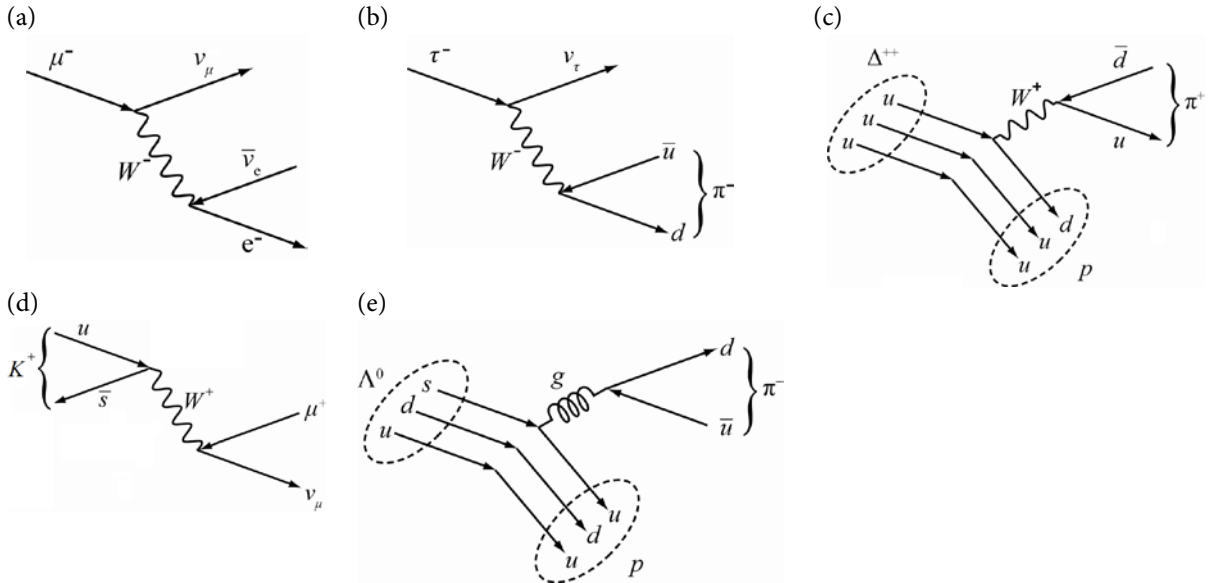 (a)
μ⁻
ν_μ
W⁻
ν̅_e
e⁻
(b)
τ⁻
ν_τ
W⁻
u̅
d
π⁻
(c)
Δ⁺⁺
u
u
u
W⁺
d̅
u
π⁺
d
u
u
p
(d)
K⁺
u
s̅
W⁺
μ⁺
ν_μ
(e)
Λ⁰
s
d
u
g
d
u̅
π⁻
u
d
u
p